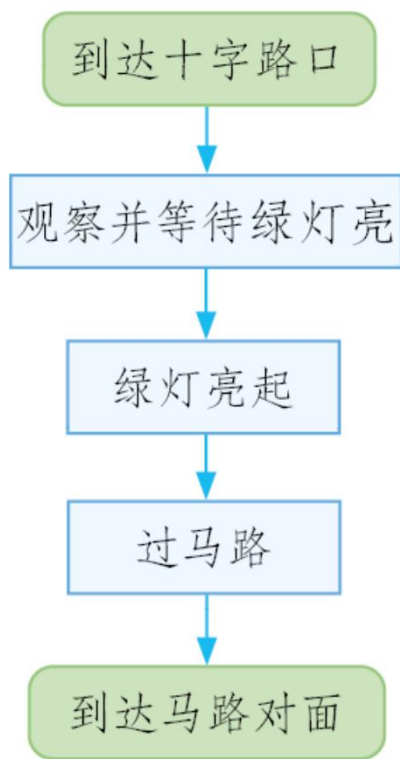 到达十字路口
观察并等待绿灯亮
绿灯亮起
过马路
到达马路对面